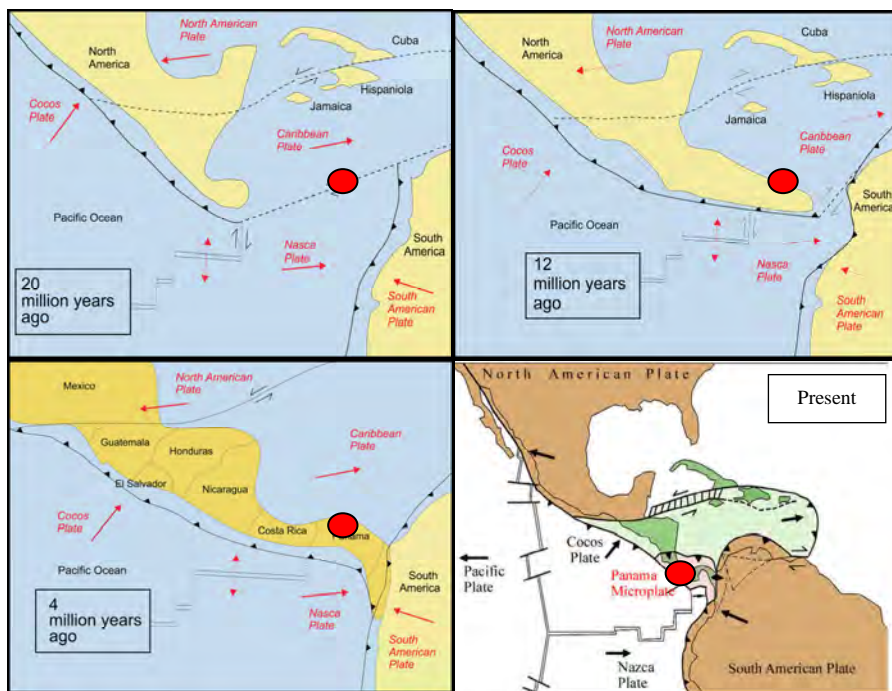 North American Plate
North
America
Cuba
Hispaniola
Jamaica
Cocos
Plate
Caribbean
Plate
Pacific Ocean
Nasca
Plate
South
America
South
American
Plate
20
million years
ago
North American Plate
North
America
Cuba
Hispaniola
Jamaica
Caribbean
Plate
Cocos
Plate
South
America
Pacific Ocean
Nasca
Plate
South
American
Plate
12
million years
ago
Mexico
North American
Plate
Guatemala
Honduras
Caribbean
Plate
El Salvador
Nicaragua
Costa Rica
Panama
Cocos
Plate
Pacific Ocean
South
America
Nasca
Plate
South
American
Plate
4
million years
ago
North American Plate
Present
Cocos
Plate
Pacific
Plate
Panama
Microplate
Nazca
Plate
South American Plate